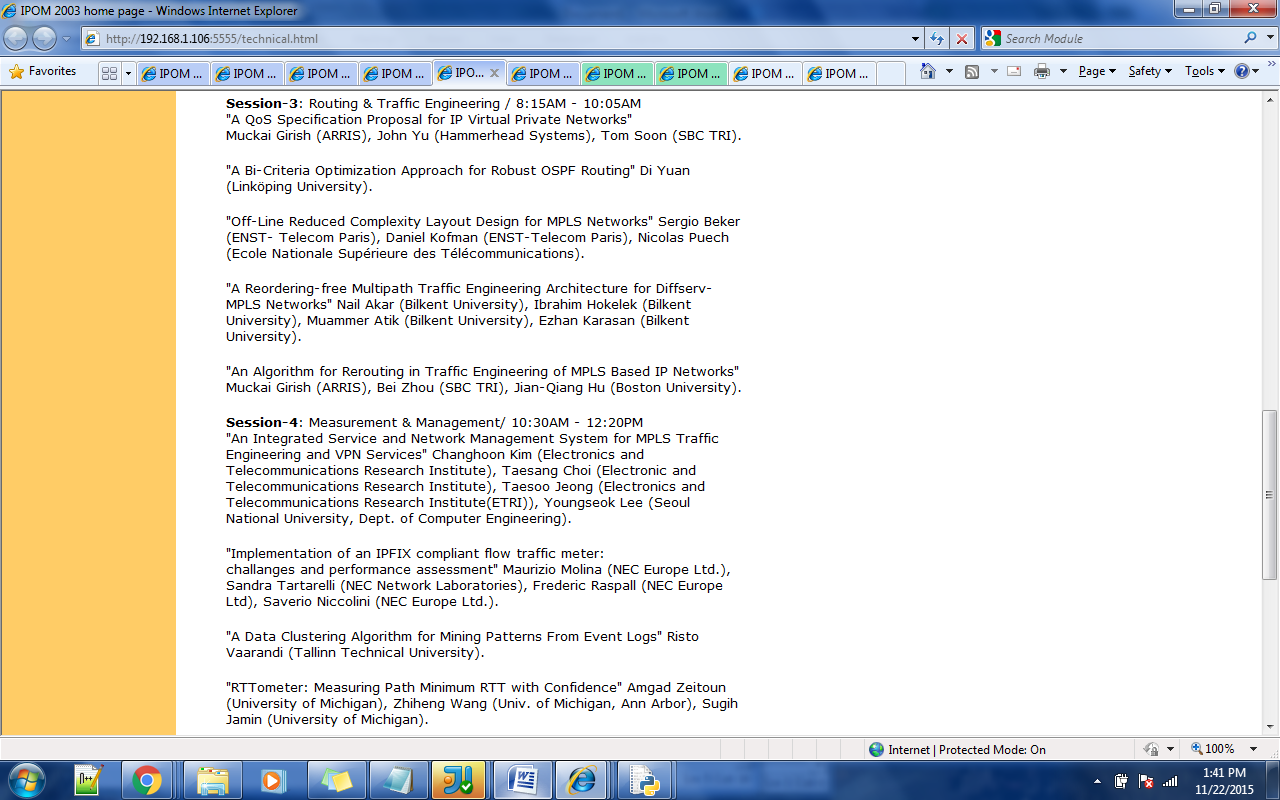 IPOM 2003 home page - Windows Internet Explorer
http://192.168.1.106:5555/technical.html
Search Module
Favorites
IPOM ...
IPOM ...
IPOM ...
IPOM ...
IPO...
IPOM ...
IPOM ...
IPOM ...
IPOM ...
IPOM ...
Page
Safety
Tools
Session-3: Routing & Traffic Engineering / 8:15AM - 10:05AM
"A QoS Specification Proposal for IP Virtual Private Networks"
Muckai Girish (ARRIS), John Yu (Hammerhead Systems), Tom Soon (SBC TRI).
"A Bi-Criteria Optimization Approach for Robust OSPF Routing" Di Yuan
(Linköping University).
"Off-Line Reduced Complexity Layout Design for MPLS Networks" Sergio Beker
(ENST- Telecom Paris), Daniel Kofman (ENST-Telecom Paris), Nicolas Puech
(Ecole Nationale Supérieure des Télécommunications).
"A Reordering-free Multipath Traffic Engineering Architecture for Diffserv-
MPLS Networks" Nail Akar (Bilkent University), Ibrahim Hokelek (Bilkent
University), Muammer Atik (Bilkent University), Ezhan Karasan (Bilkent
University).
"An Algorithm for Rerouting in Traffic Engineering of MPLS Based IP Networks"
Muckai Girish (ARRIS), Bei Zhou (SBC TRI), Jian-Qiang Hu (Boston University).
Session-4: Measurement & Management/ 10:30AM - 12:20PM
"An Integrated Service and Network Management System for MPLS Traffic
Engineering and VPN Services" Changhoon Kim (Electronics and
Telecommunications Research Institute), Taesang Choi (Electronic and
Telecommunications Research Institute), Taesoo Jeong (Electronics and
Telecommunications Research Institute(ETRI)), Youngseok Lee (Seoul
National University, Dept. of Computer Engineering).
"Implementation of an IPFIX compliant flow traffic meter:
challanges and performance assessment" Maurizio Molina (NEC Europe Ltd.),
Sandra Tartarelli (NEC Network Laboratories), Frederic Raspall (NEC Europe
Ltd), Saverio Niccolini (NEC Europe Ltd.).
"A Data Clustering Algorithm for Mining Patterns From Event Logs" Risto
Vaarandi (Tallinn Technical University).
"RTTometer: Measuring Path Minimum RTT with Confidence" Amgad Zeitoun
(University of Michigan), Zhiheng Wang (Univ. of Michigan, Ann Arbor), Sugih
Jamin (University of Michigan).
Internet | Protected Mode: On
100%
1:41 PM
11/22/2015